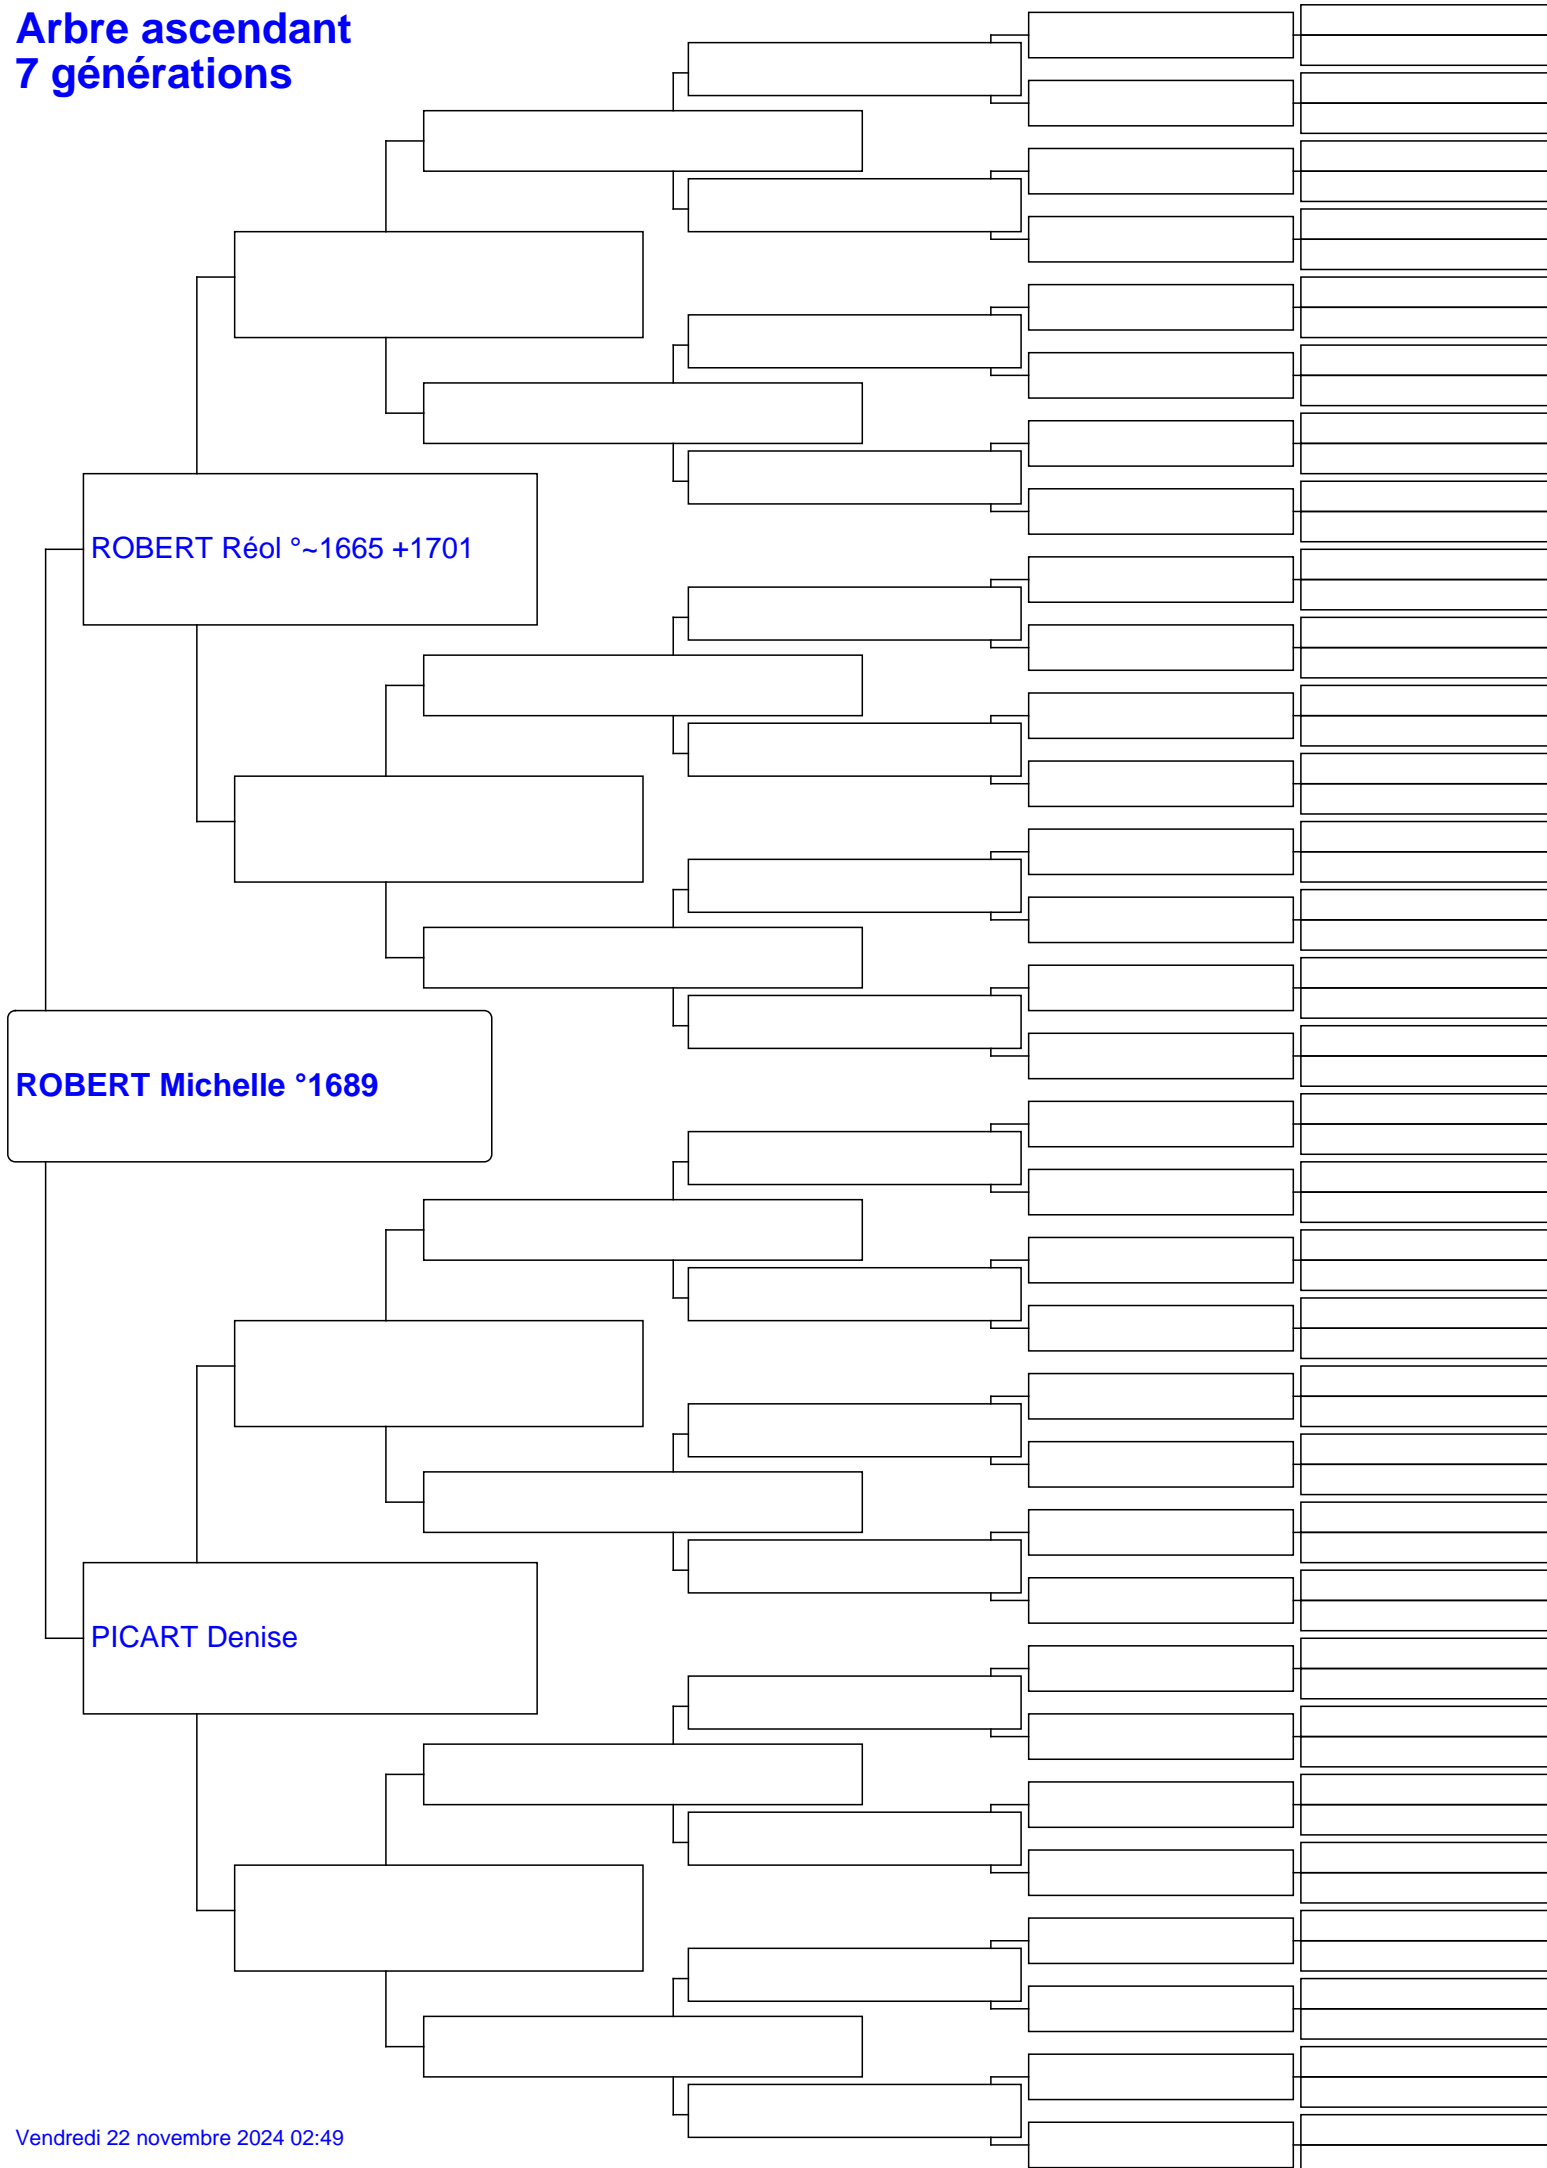 Arbre ascendant
7 générations
ROBERT Réol °~1665 +1701
ROBERT Michelle °1689
PICART Denise
Vendredi 22 novembre 2024 02:49